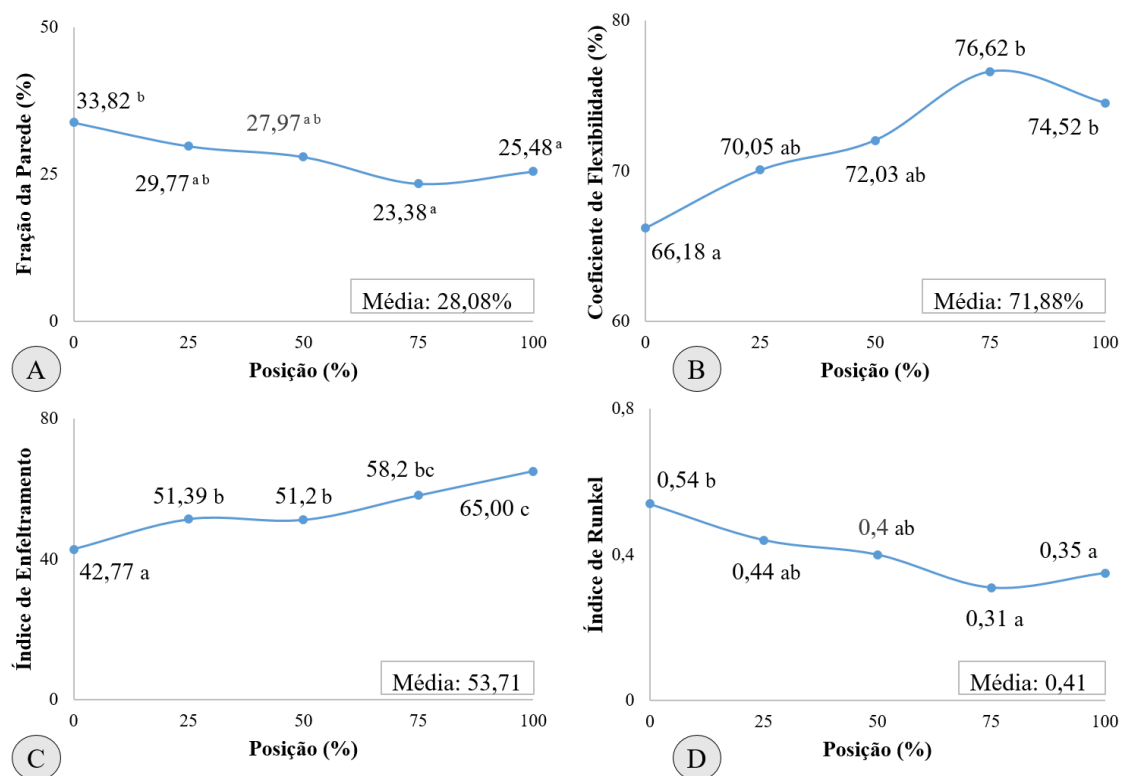 50
25
0
Fração da Parede (%)
33,82 b
29,77 a b
27,97 a b
23,38 a
25,48 a
Média: 28,08%
0 25 50 75 100
Posição (%)
A
80
70
60
Coeficiente de Flexibilidade (%)
66,18 a
70,05 ab
72,03 ab
76,62 b
74,52 b
Média: 71,88%
0 25 50 75 100
Posição (%)
B
80
40
0
Índice de Enfeltramento
42,77 a
51,39 b
51,2 b
58,2 bc
65,00 c
Média: 53,71
0 25 50 75 100
Posição (%)
C
0,8
0,4
0
Índice de Runkel
0,54 b
0,44 ab
0,4 ab
0,31 a
0,35 a
Média: 0,41
0 25 50 75 100
Posição (%)
D